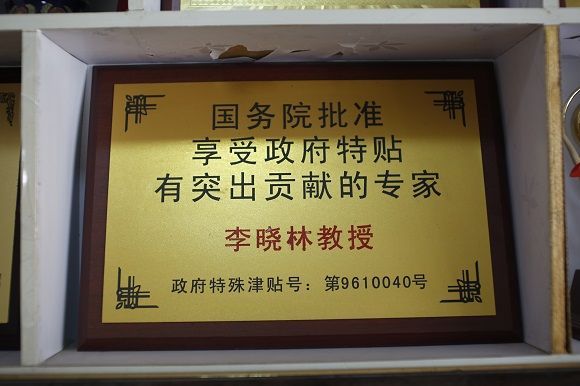 国务院批准
享受政府特贴
有突出贡献的专家
李晓林教授
政府特殊津贴号：第9610040号